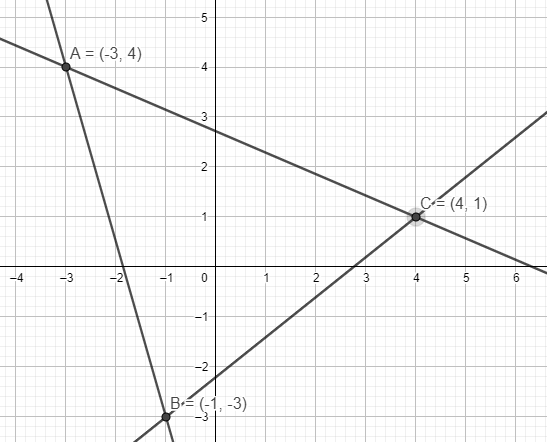 5
A = (-3, 4)
4
3
2
C = (4, 1)
1
−4 −3 −2 −1 0 1 2 3 4 5 6
−1
−2
B = (-1, -3)
−3